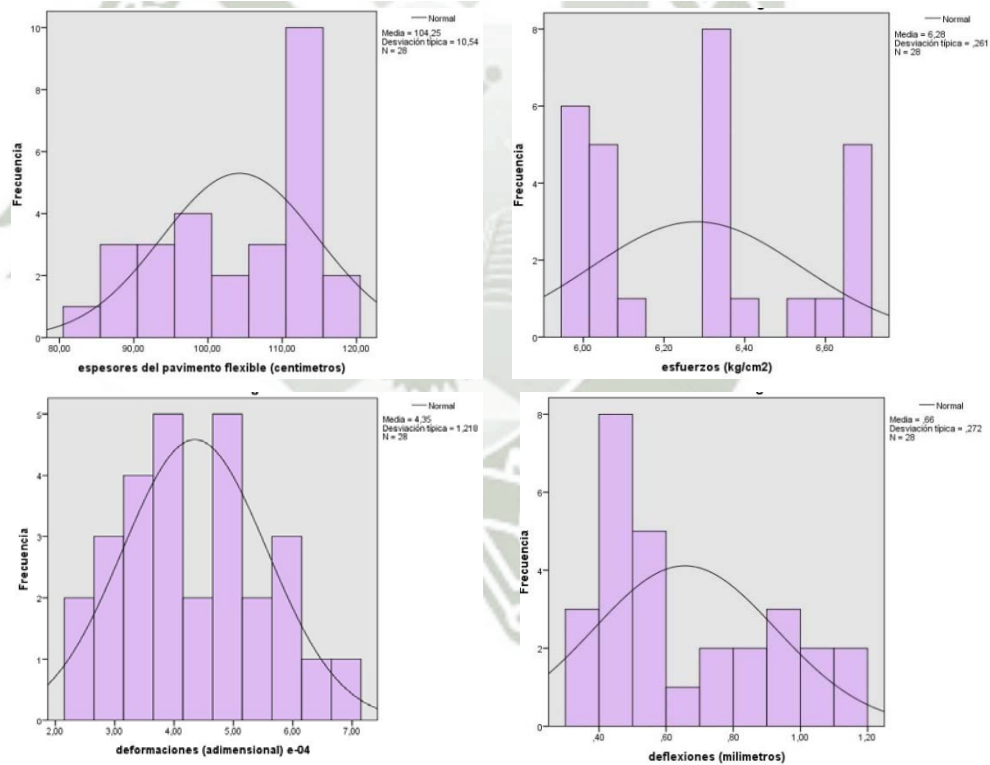 Normal
Media = 104,25
Desviación típica = 10,54
N = 28
Frecuencia
10
8
6
4
2
0
80,00 90,00 100,00 110,00 120,00
espesores del pavimento flexible (centimetros)
Normal
Media = 6,28
Desviación típica = ,261
N = 28
Frecuencia
8
6
4
2
0
6,00 6,20 6,40 6,60
esfuerzos (kg/cm2)
Normal
Media = 4,35
Desviación típica = 1,218
N = 28
Frecuencia
5
4
3
2
1
0
2,00 3,00 4,00 5,00 6,00 7,00
deformaciones (adimensional) e-04
Normal
Media = ,66
Desviación típica = ,272
N = 28
Frecuencia
8
6
4
2
0
,40 ,60 ,80 1,00 1,20
deflexiones (milimetros)